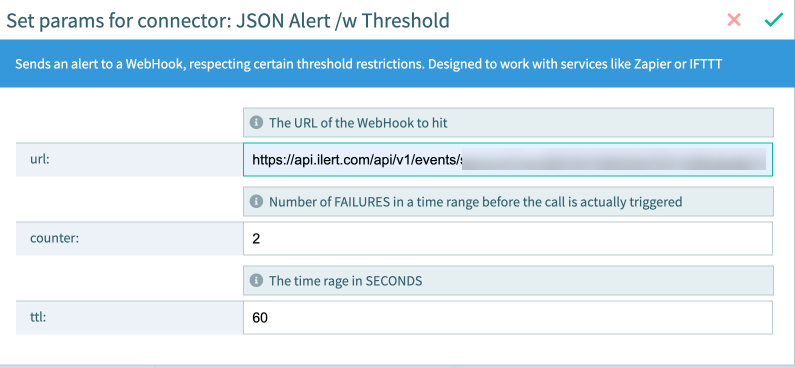 Set params for connector: JSON Alert /w Threshold
Sends an alert to a WebHook, respecting certain threshold restrictions. Designed to work with services like Zapier or IFTTT
The URL of the WebHook to hit
url:
https://api.ilert.com/api/v1/events/
Number of FAILURES in a time range before the call is actually triggered
counter:
2
The time rage in SECONDS
ttl:
60